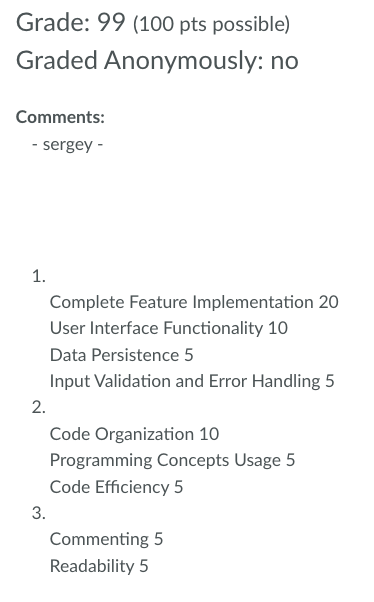 Grade: 99 (100 pts possible)
Graded Anonymously: no
Comments:
- sergey -
1.
Complete Feature Implementation 20
User Interface Functionality 10
Data Persistence 5
Input Validation and Error Handling 5
2.
Code Organization 10
Programming Concepts Usage 5
Code Efficiency 5
3.
Commenting 5
Readability 5